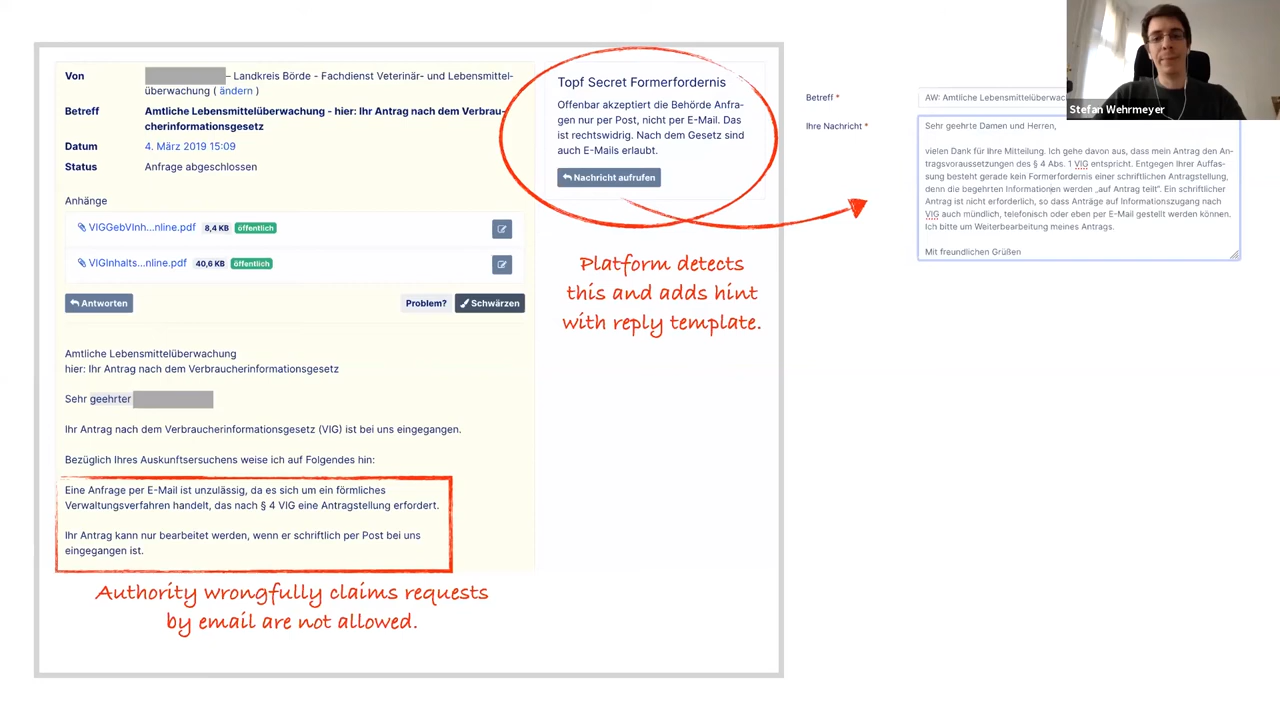 Von
– Landkreis Börde - Fachdienst Veterinär- und Lebensmittel-
überwachung ( ändern )
Betreff
Amtliche Lebensmittelüberwachung - hier: Ihr Antrag nach dem Verbrau-
cherinformationsgesetz
Datum
4. März 2019 15:09
Status
Anfrage abgeschlossen
Anhänge
VIGGebVInh...nline.pdf 8,4 KB öffentlich
VIGInhalts...nline.pdf 40,6 KB öffentlich
Antworten
Problem?
Schwärzen
Amtliche Lebensmittelüberwachung
hier: Ihr Antrag nach dem Verbraucherinformationsgesetz
Sehr geehrter
Ihr Antrag nach dem Verbraucherinformationsgesetz (VIG) ist bei uns eingegangen.
Bezüglich Ihres Auskunftsersuchens weise ich auf Folgendes hin:
Eine Anfrage per E-Mail ist unzulässig, da es sich um ein förmliches
Verwaltungsverfahren handelt, das nach § 4 VIG eine Antragstellung erfordert.
Ihr Antrag kann nur bearbeitet werden, wenn er schriftlich per Post bei uns
eingegangen ist.
Authority wrongfully claims requests
by email are not allowed.
Topf Secret Formerfordernis
Offenbar akzeptiert die Behörde Anfra-
gen nur per Post, nicht per E-Mail. Das
ist rechtswidrig. Nach dem Gesetz sind
auch E-Mails erlaubt.
Nachricht aufrufen
Platform detects
this and adds hint
with reply template.
Betreff *
AW: Amtliche Lebensmittelüberwac
Ihre Nachricht *
Sehr geehrte Damen und Herren,
vielen Dank für Ihre Mitteilung. Ich gehe davon aus, dass mein Antrag den An-
tragsvoraussetzungen des § 4 Abs. 1 VIG entspricht. Entgegen Ihrer Auffas-
sung besteht gerade kein Formerfordernis einer schriftlichen Antragstellung,
denn die begehrten Informationen werden „auf Antrag teilt". Ein schriftlicher
Antrag ist nicht erforderlich, so dass Anträge auf Informationszugang nach
VIG auch mündlich, telefonisch oder eben per E-Mail gestellt werden können.
Ich bitte um Weiterbearbeitung meines Antrags.
Mit freundlichen Grüßen
Stefan Wehrmeyer